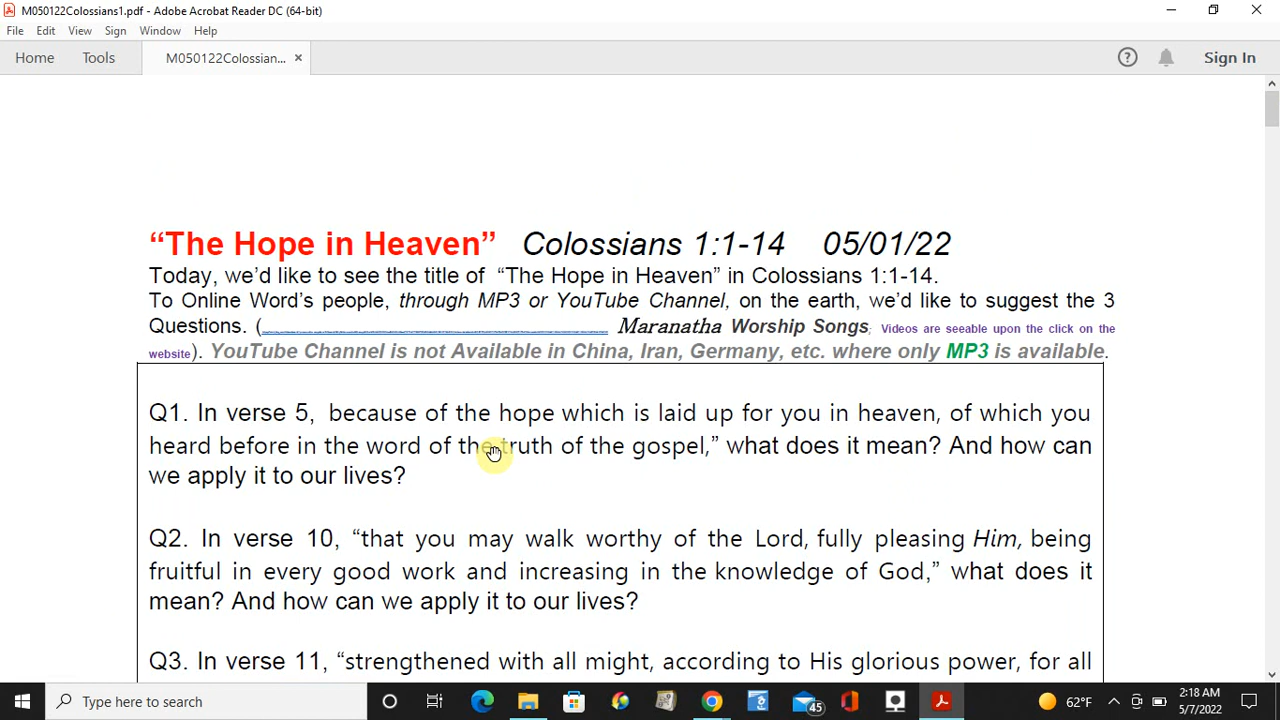 M050122Colossians1.pdf - Adobe Acrobat Reader DC (64-bit)
File Edit View Sign Window Help
Home Tools M050122Colossian... × Sign In
“The Hope in Heaven” Colossians 1:1-14 05/01/22
Today, we’d like to see the title of “The Hope in Heaven” in Colossians 1:1-14.
To Online Word’s people, through MP3 or YouTube Channel, on the earth, we’d like to suggest the 3
Questions. ( Maranatha Worship Songs; Videos are seeable upon the click on the
website). YouTube Channel is not Available in China, Iran, Germany, etc. where only MP3 is available.
Q1. In verse 5, because of the hope which is laid up for you in heaven, of which you
heard before in the word of the truth of the gospel,” what does it mean? And how can
we apply it to our lives?
Q2. In verse 10, “that you may walk worthy of the Lord, fully pleasing Him, being
fruitful in every good work and increasing in the knowledge of God,” what does it
mean? And how can we apply it to our lives?
Q3. In verse 11, “strengthened with all might, according to His glorious power, for all
Type here to search
45
62°F
2:18 AM
5/7/2022